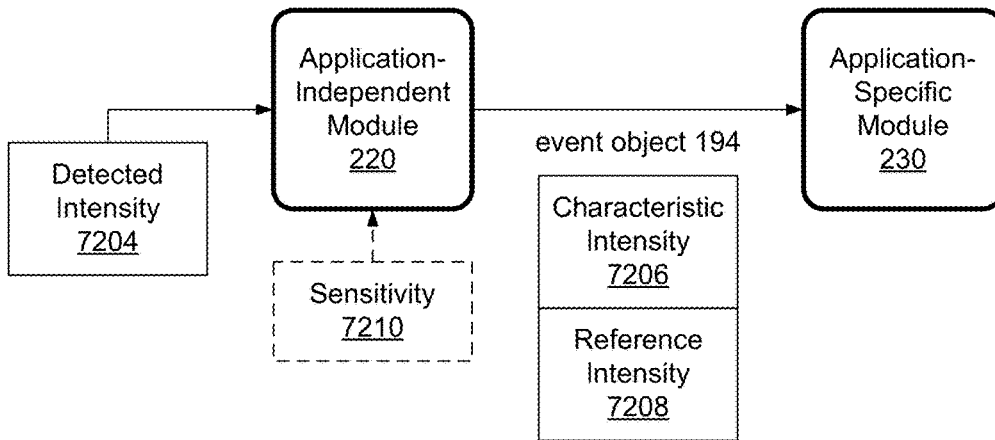 Detected
Intensity
7204
Application-
Independent
Module
220
Sensitivity
7210
event object 194
Characteristic
Intensity
7206
Reference
Intensity
7208
Application-
Specific
Module
230